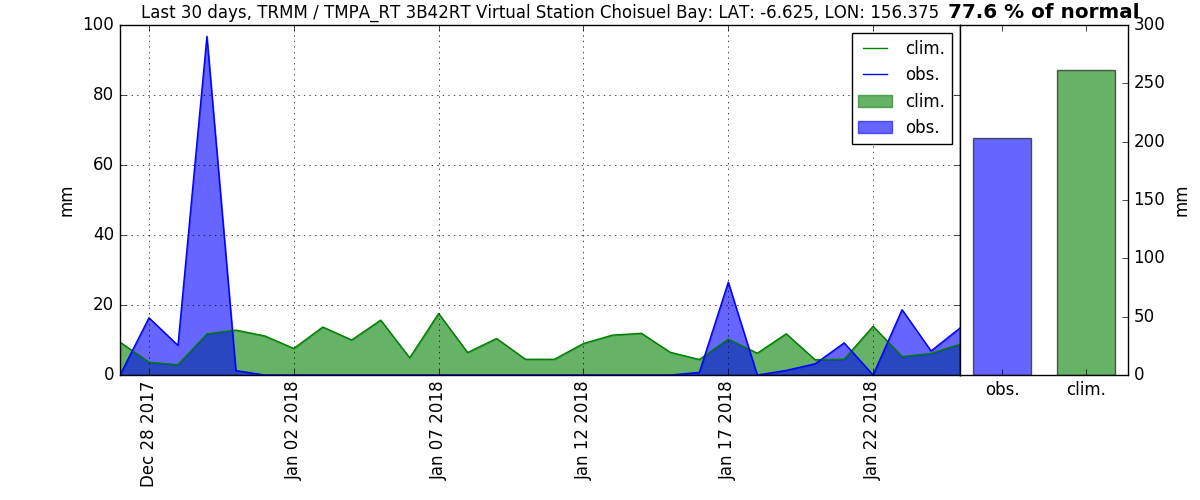 Last 30 days, TRMM / TMPA_RT 3B42RT Virtual Station Choisuel Bay: LAT: -6.625, LON: 156.375 77.6 % of normal
clim.
obs.
clim.
obs.
100
80
60
40
20
0
mm
Dec 28 2017
Jan 02 2018
Jan 07 2018
Jan 12 2018
Jan 17 2018
Jan 22 2018
300
250
200
150
100
50
0
mm
obs. clim.